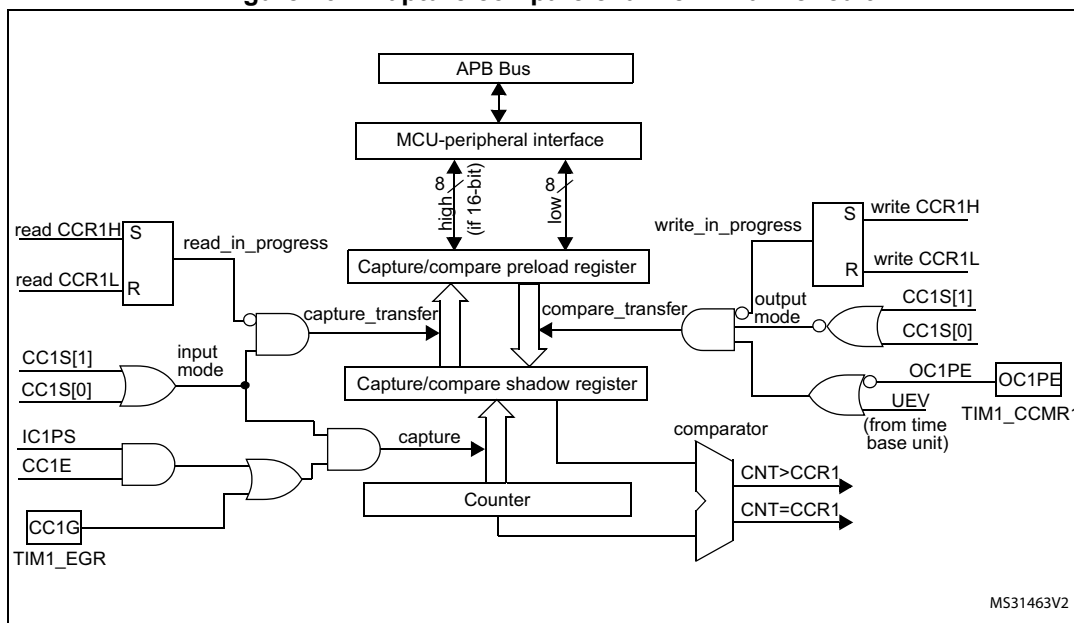 APB Bus
MCU-peripheral interface
8
high
(if 16-bit)
8
low
read CCR1H
S
read_in_progress
read CCR1L
R
write_in_progress
S
write CCR1H
R
write CCR1L
Capture/compare preload register
capture_transfer
compare_transfer
output
mode
CC1S[1]
CC1S[0]
CC1S[1]
CC1S[0]
input
mode
Capture/compare shadow register
OC1PE
OC1PE
UEV
(from time
base unit)
TIM1_CCMR1
IC1PS
CC1E
capture
comparator
CNT>CCR1
CNT=CCR1
Counter
CC1G
TIM1_EGR
MS31463V2